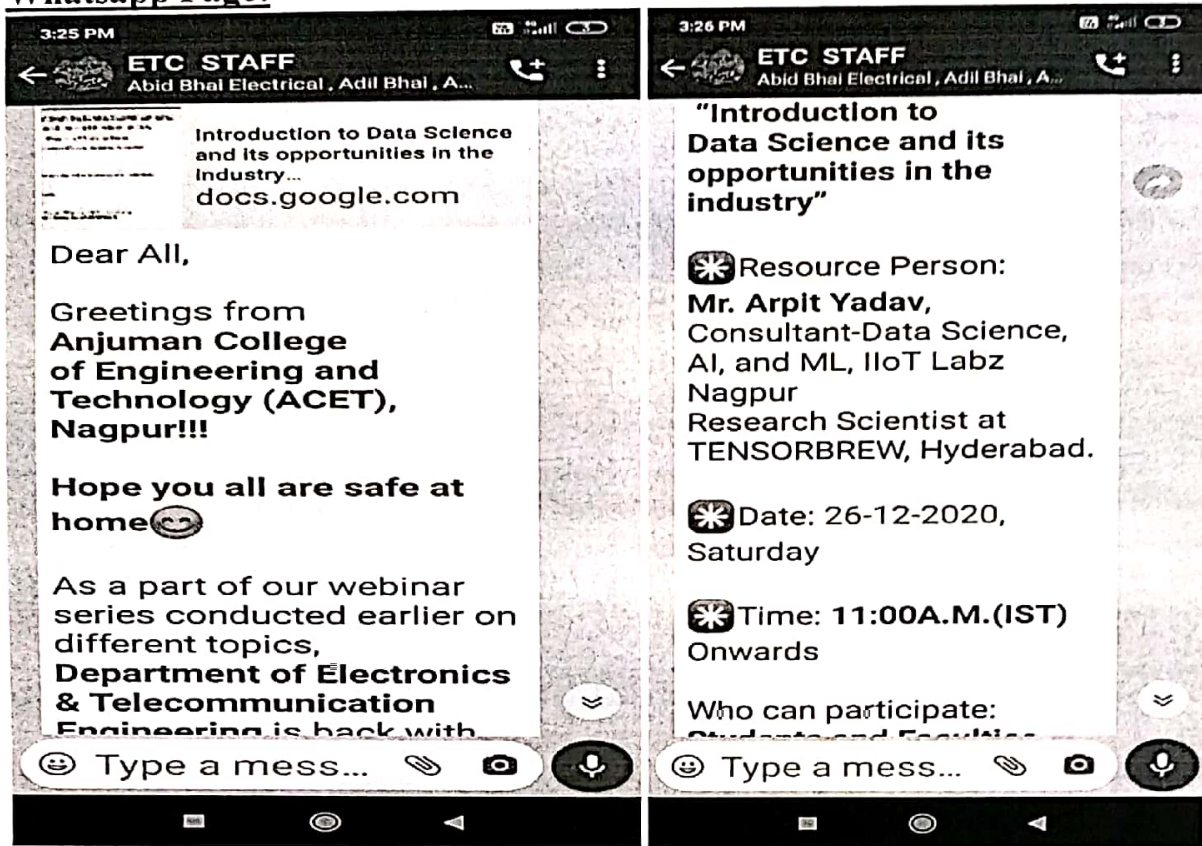 Whatsapp Page:
3:25 PM
ETC STAFF
Abid Bhai Electrical, Adil Bhai, A...
Introduction to Data Science
and its opportunities in the
Industry...
docs.google.com
Dear All,
Greetings from
Anjuman College
of Engineering and
Technology (ACET),
Nagpur!!!
Hope you all are safe at
home😊
As a part of our webinar
series conducted earlier on
different topics,
Department of Electronics
& Telecommunication
Engineering is back with
Type a mess...
3:26 PM
ETC STAFF
Abid Bhai Electrical, Adil Bhai, A...
"Introduction to
Data Science and its
opportunities in the
industry"
✳️Resource Person:
Mr. Arpit Yadav,
Consultant-Data Science,
AI, and ML, IIoT Labz
Nagpur
Research Scientist at
TENSORBREW, Hyderabad.
✳️Date: 26-12-2020,
Saturday
✳️Time: 11:00A.M.(IST)
Onwards
Who can participate:
Students and Faculties
Type a mess...